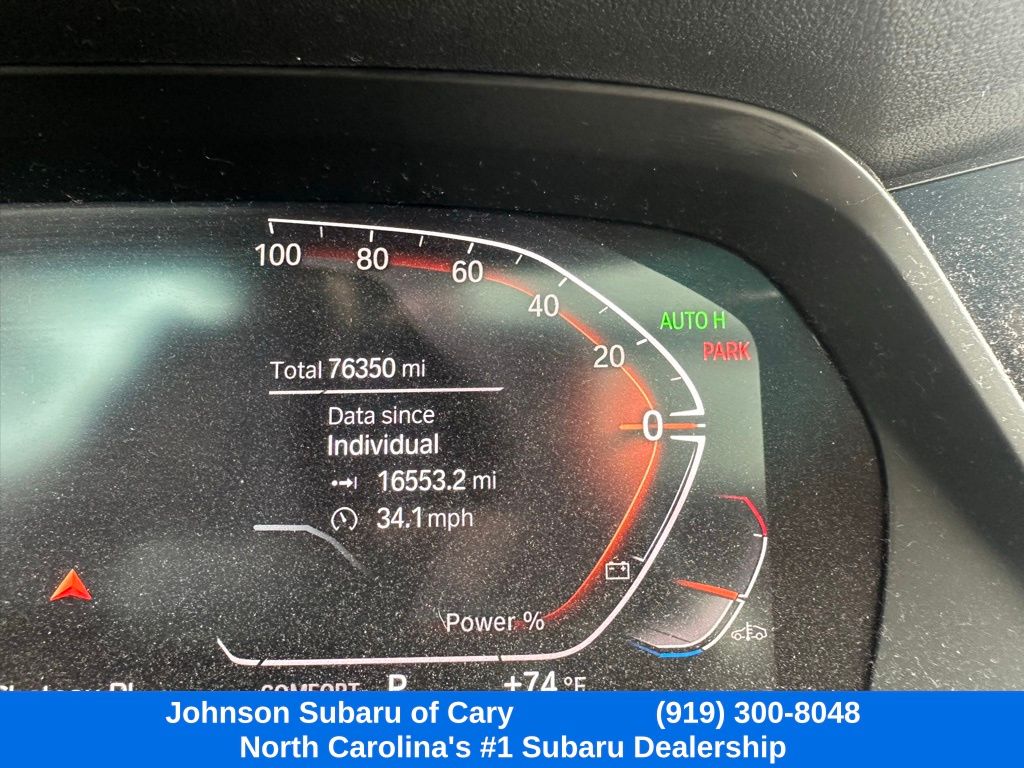 100
80
60
40
20
0
AUTO H
PARK
Total 76350 mi
Data since
Individual
16553.2 mi
34.1 mph
Power %
COMFORT P +74 °F
Johnson Subaru of Cary (919) 300-8048
North Carolina's #1 Subaru Dealership